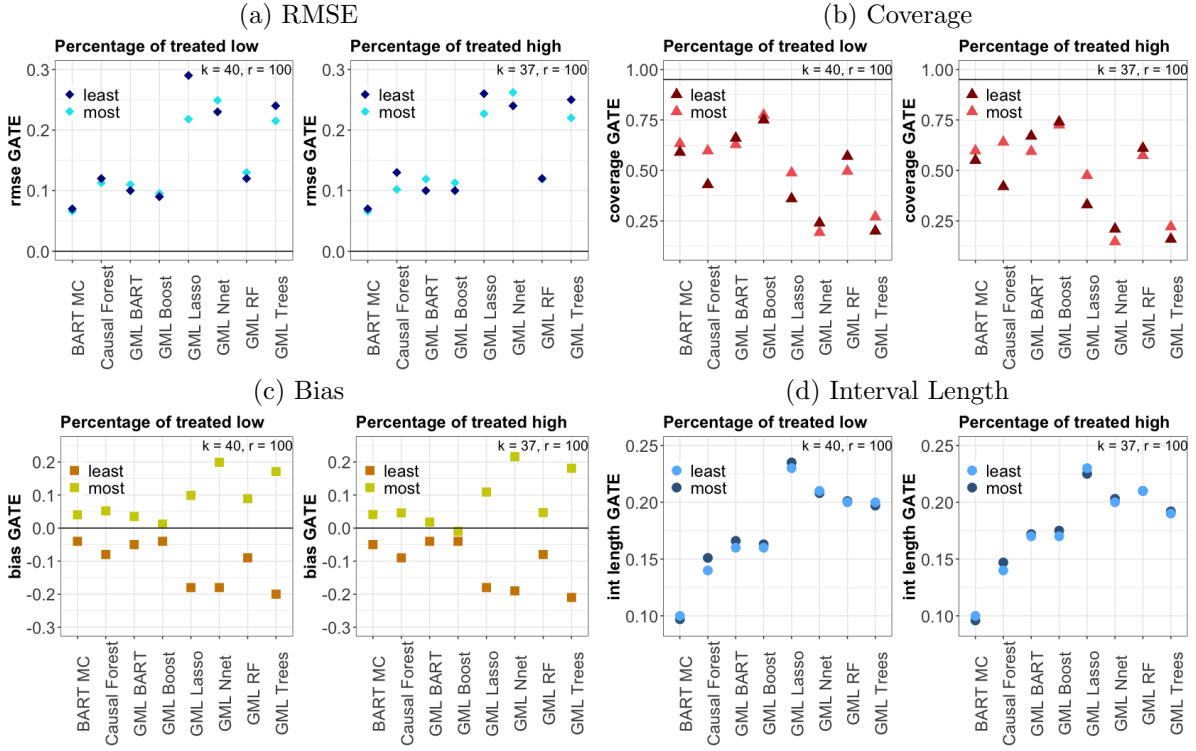 (a) RMSE
Percentage of treated low
k = 40, r = 100
least
most
rmse GATE
0.3
0.2
0.1
0.0
BART MC
Causal Forest
GML BART
GML Boost
GML Lasso
GML Nnet
GML RF
GML Trees
Percentage of treated high
k = 37, r = 100
least
most
rmse GATE
0.3
0.2
0.1
0.0
BART MC
Causal Forest
GML BART
GML Boost
GML Lasso
GML Nnet
GML RF
GML Trees
(b) Coverage
Percentage of treated low
k = 40, r = 100
least
most
coverage GATE
1.00
0.75
0.50
0.25
BART MC
Causal Forest
GML BART
GML Boost
GML Lasso
GML Nnet
GML RF
GML Trees
Percentage of treated high
k = 37, r = 100
least
most
coverage GATE
1.00
0.75
0.50
0.25
BART MC
Causal Forest
GML BART
GML Boost
GML Lasso
GML Nnet
GML RF
GML Trees
(c) Bias
Percentage of treated low
k = 40, r = 100
least
most
bias GATE
0.2
0.1
0.0
-0.1
-0.2
-0.3
BART MC
Causal Forest
GML BART
GML Boost
GML Lasso
GML Nnet
GML RF
GML Trees
Percentage of treated high
k = 37, r = 100
least
most
bias GATE
0.2
0.1
0.0
-0.1
-0.2
-0.3
BART MC
Causal Forest
GML BART
GML Boost
GML Lasso
GML Nnet
GML RF
GML Trees
(d) Interval Length
Percentage of treated low
k = 40, r = 100
least
most
int length GATE
0.25
0.20
0.15
0.10
BART MC
Causal Forest
GML BART
GML Boost
GML Lasso
GML Nnet
GML RF
GML Trees
Percentage of treated high
k = 37, r = 100
least
most
int length GATE
0.25
0.20
0.15
0.10
BART MC
Causal Forest
GML BART
GML Boost
GML Lasso
GML Nnet
GML RF
GML Trees